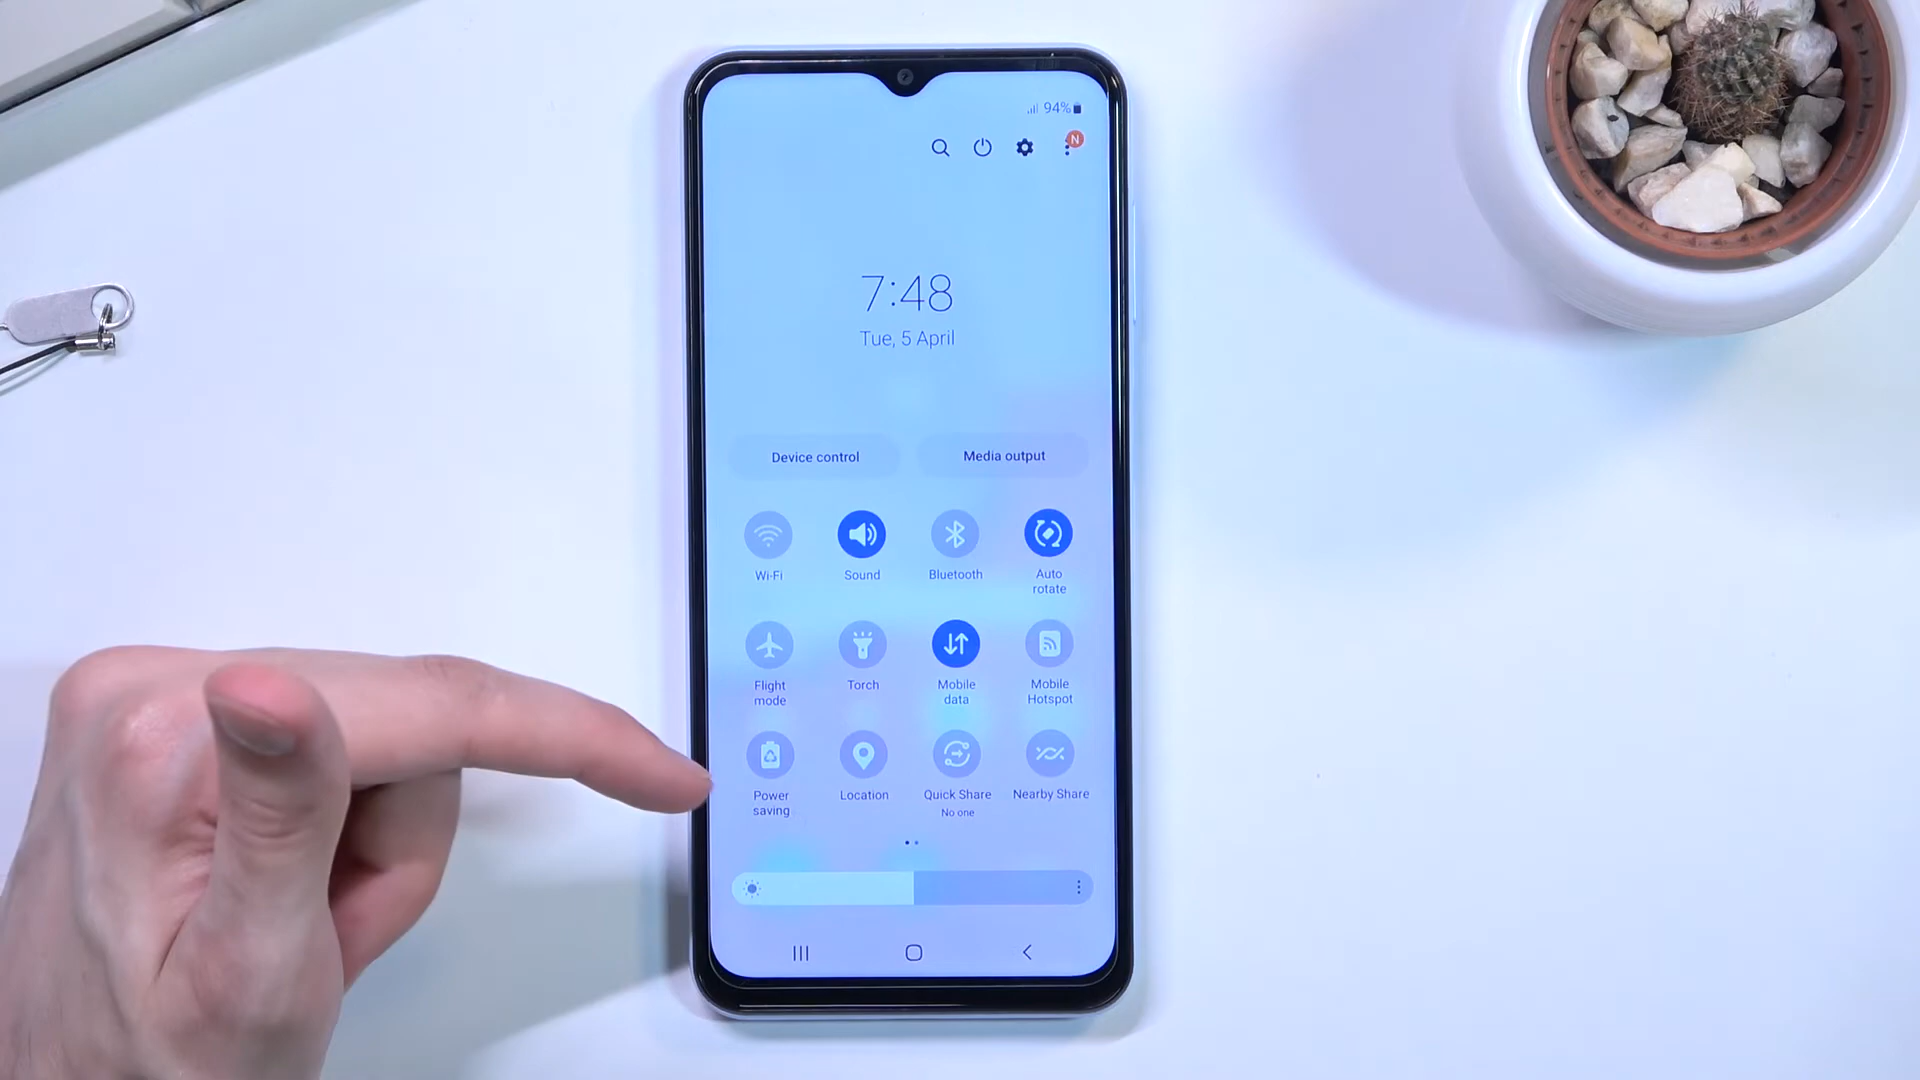 94%
N
7:48
Tue, 5 April
Device control
Media output
Wi-Fi
Sound
Bluetooth
Auto
rotate
Flight
mode
Torch
Mobile
data
Mobile
Hotspot
Power
saving
Location
Quick Share
No one
Nearby Share